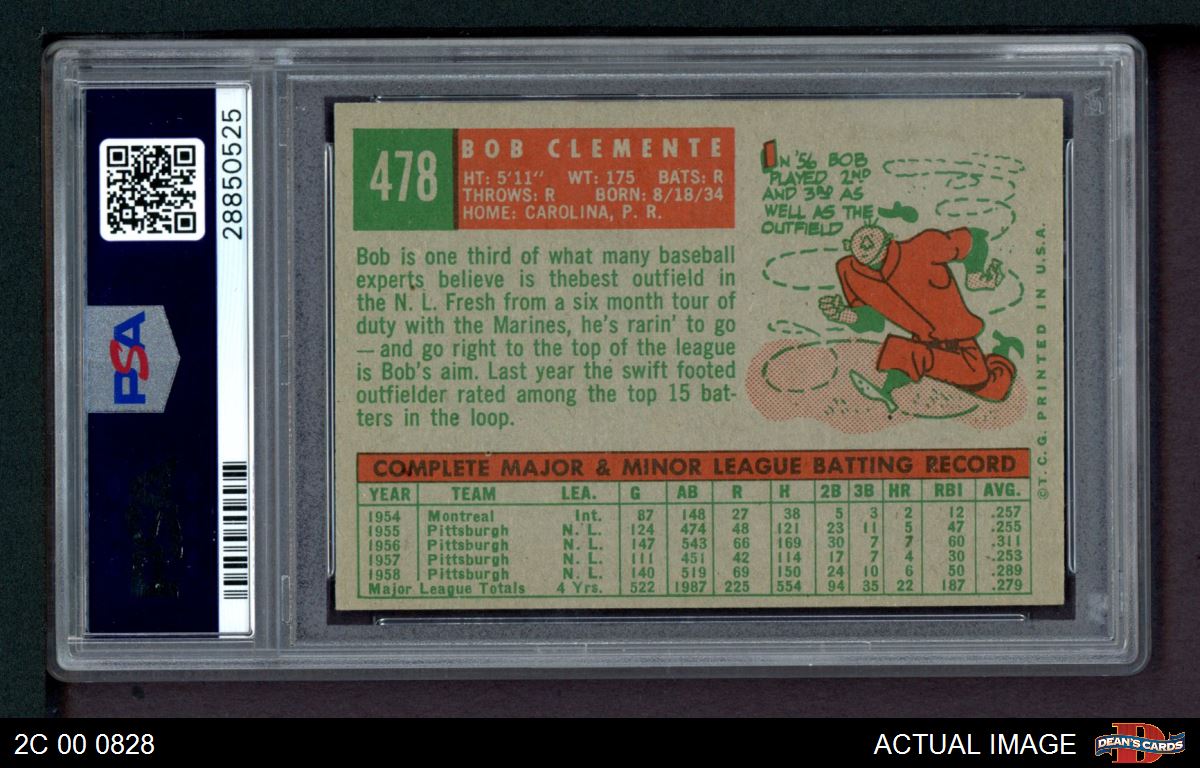 28850525
PSA
478
BOB CLEMENTE
HT: 5'11" WT: 175 BATS: R
THROWS: R BORN: 8/18/34
HOME: CAROLINA, P. R.
IN '56 BOB
PLAYED 2ND
AND 3RD AS
WELL AS THE
OUTFIELD
Bob is one third of what many baseball
experts believe is thebest outfield in
the N. L. Fresh from a six month tour of
duty with the Marines, he's rarin' to go
—and go right to the top of the league
is Bob's aim. Last year the swift footed
outfielder rated among the top 15 bat-
ters in the loop.
©T. C. G. PRINTED IN U.S.A.
COMPLETE MAJOR & MINOR LEAGUE BATTING RECORD
YEAR TEAM LEA. G AB R H 2B 3B HR RBI AVG.
1954 Montreal Int. 87 148 27 38 5 3 2 12 .257
1955 Pittsburgh N. L. 124 474 48 121 23 11 5 47 .255
1956 Pittsburgh N. L. 147 543 66 169 30 7 7 60 .311
1957 Pittsburgh N. L. 111 451 42 114 17 7 4 30 .253
1958 Pittsburgh N. L. 140 519 69 150 24 10 6 50 .289
Major League Totals 4 Yrs. 522 1987 225 554 94 35 22 187 .279
2C 00 0828
ACTUAL IMAGE
DEAN'S CARDS